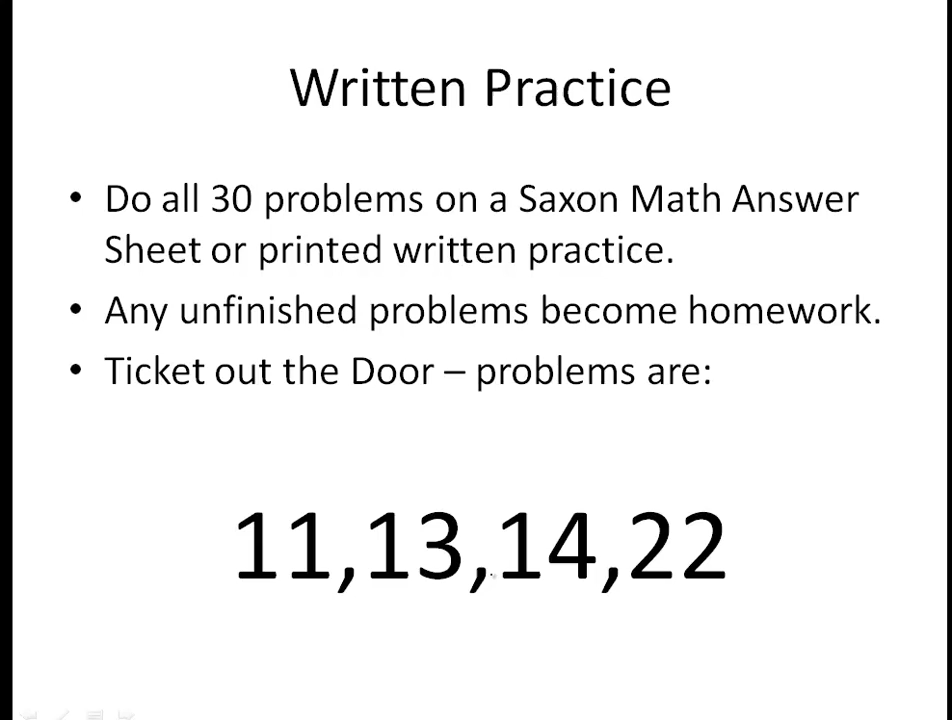 Written Practice
• Do all 30 problems on a Saxon Math Answer
Sheet or printed written practice.
• Any unfinished problems become homework.
• Ticket out the Door – problems are:
11,13,14,22